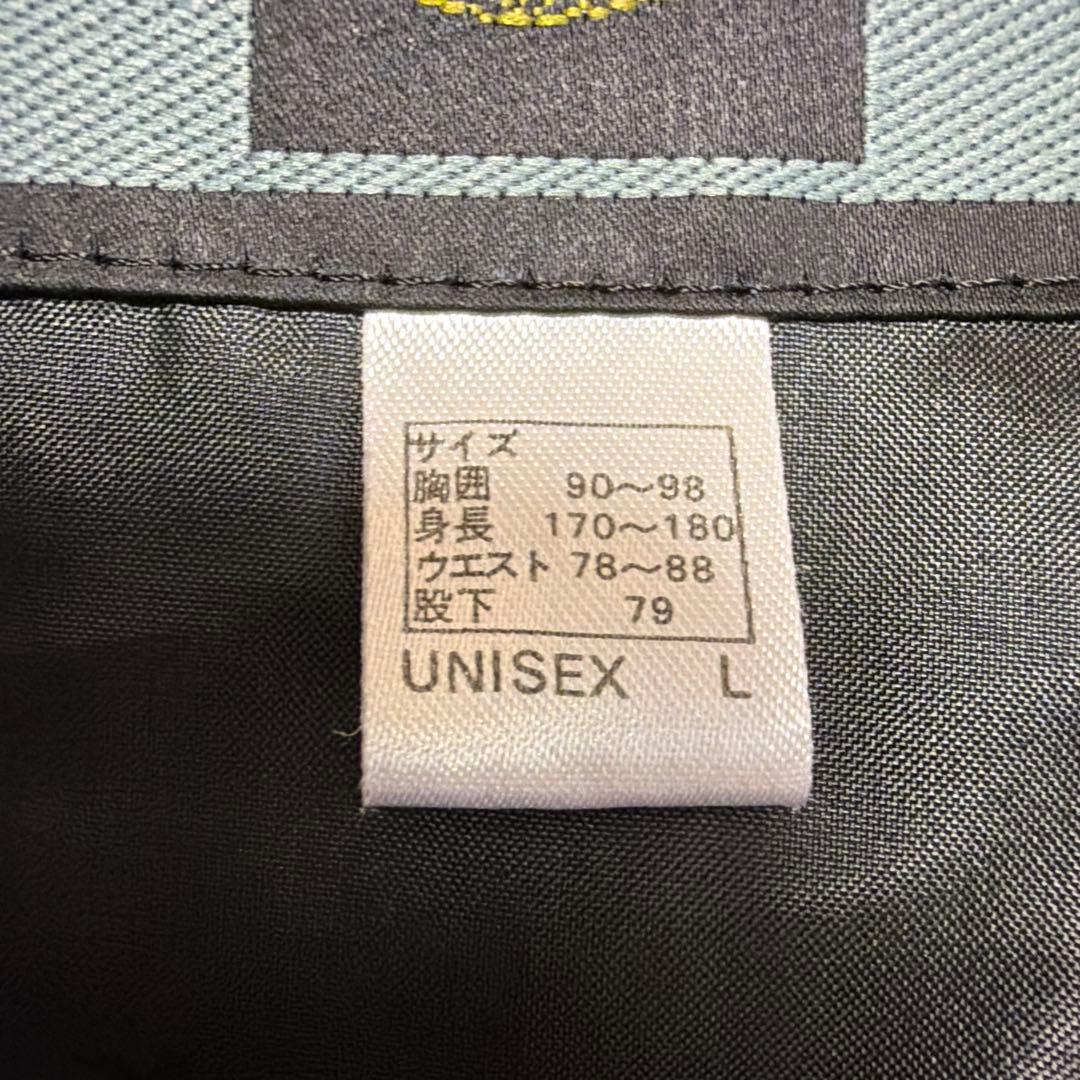 サイズ
胸囲 90〜98
身長 170〜180
ウエスト 78〜88
股下 79
UNISEX L